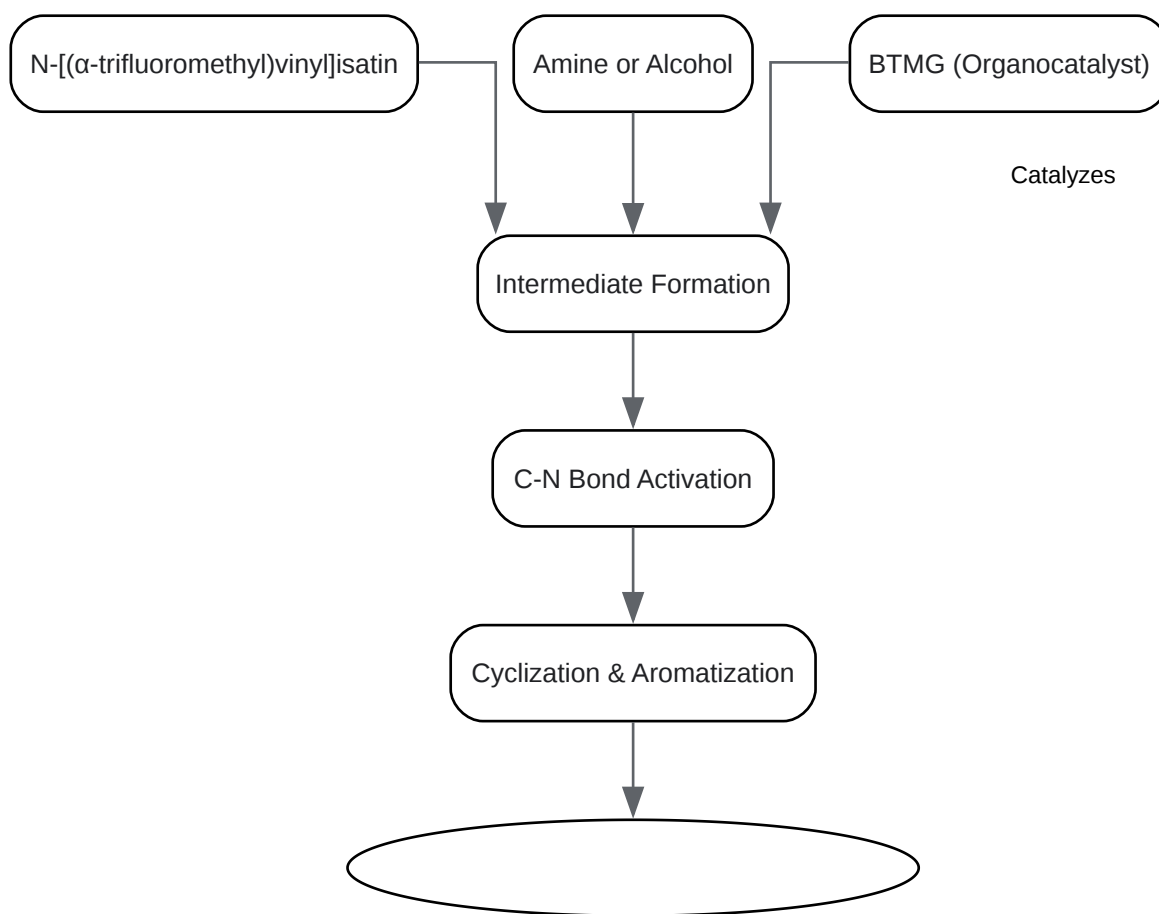 N-[(α-trifluoromethyl)vinyl]isatin
Amine or Alcohol
BTMG (Organocatalyst)
Catalyzes
Intermediate Formation
C-N Bond Activation
Cyclization & Aromatization